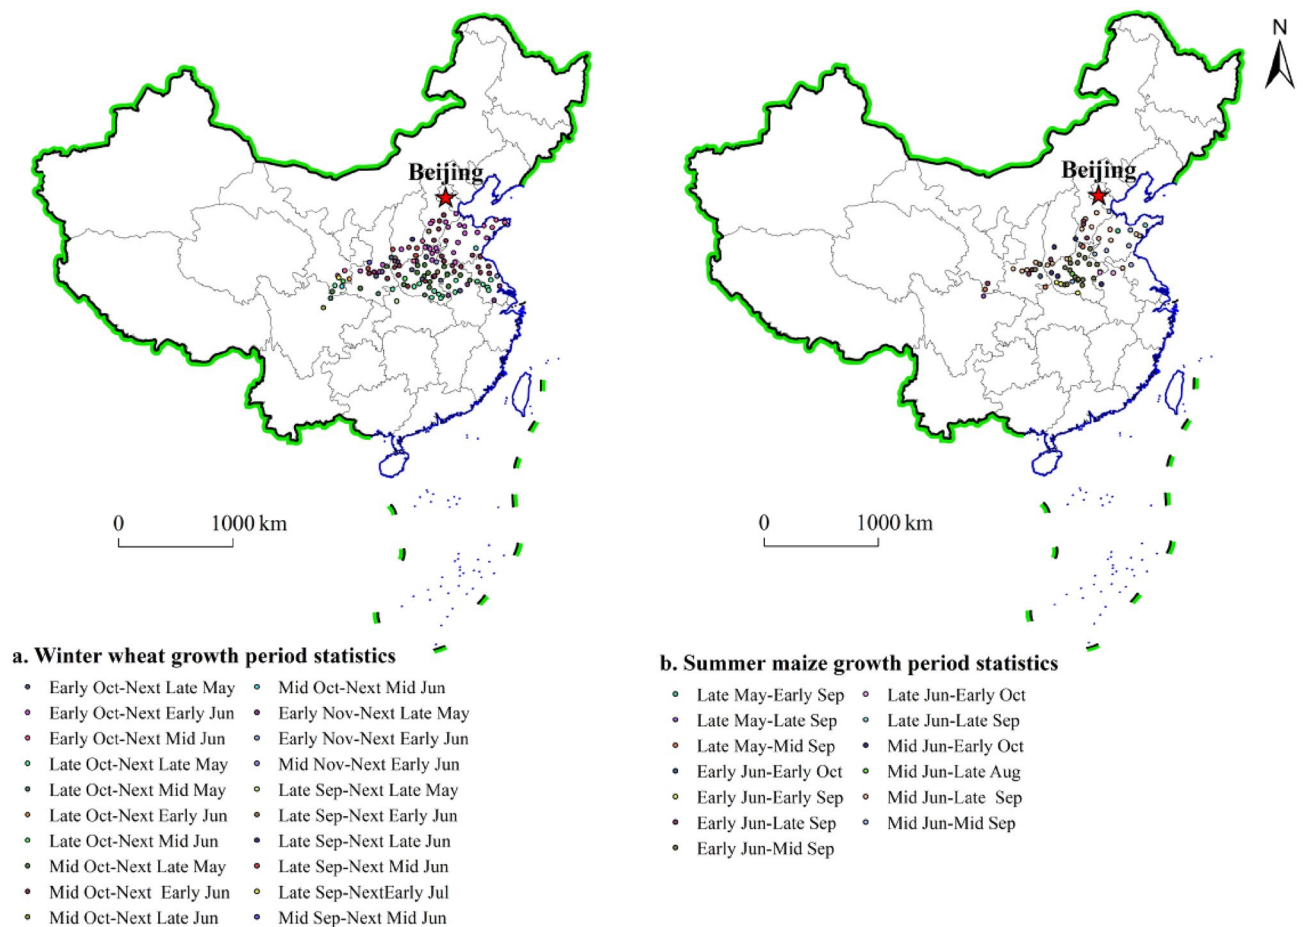 N
Beijing
Beijing
0 1000 km
0 1000 km
a. Winter wheat growth period statistics
Early Oct-Next Late May
Early Oct-Next Early Jun
Early Oct-Next Mid Jun
Late Oct-Next Late May
Late Oct-Next Mid May
Late Oct-Next Early Jun
Late Oct-Next Mid Jun
Mid Oct-Next Late May
Mid Oct-Next Early Jun
Mid Oct-Next Late Jun
Mid Oct-Next Mid Jun
Early Nov-Next Late May
Early Nov-Next Early Jun
Mid Nov-Next Early Jun
Late Sep-Next Late May
Late Sep-Next Early Jun
Late Sep-Next Late Jun
Late Sep-Next Mid Jun
Late Sep-NextEarly Jul
Mid Sep-Next Mid Jun
b. Summer maize growth period statistics
Late May-Early Sep
Late May-Late Sep
Late May-Mid Sep
Early Jun-Early Oct
Early Jun-Early Sep
Early Jun-Late Sep
Early Jun-Mid Sep
Late Jun-Early Oct
Late Jun-Late Sep
Mid Jun-Early Oct
Mid Jun-Late Aug
Mid Jun-Late Sep
Mid Jun-Mid Sep